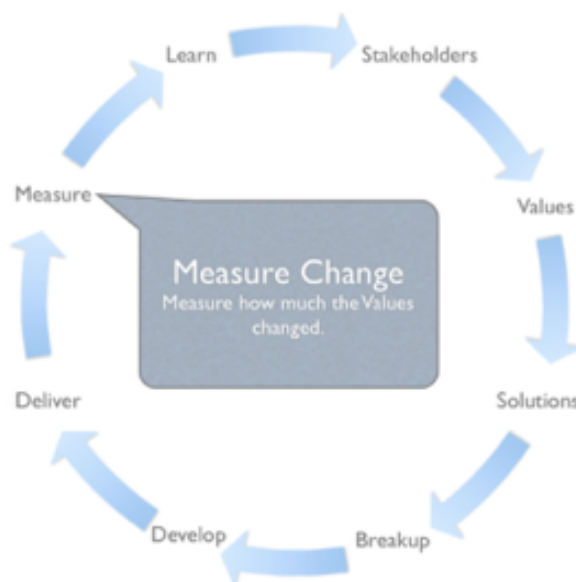 Learn
Stakeholders
Measure
Values
Measure Change
Measure how much the Values
changed.
Deliver
Solutions
Develop
Breakup